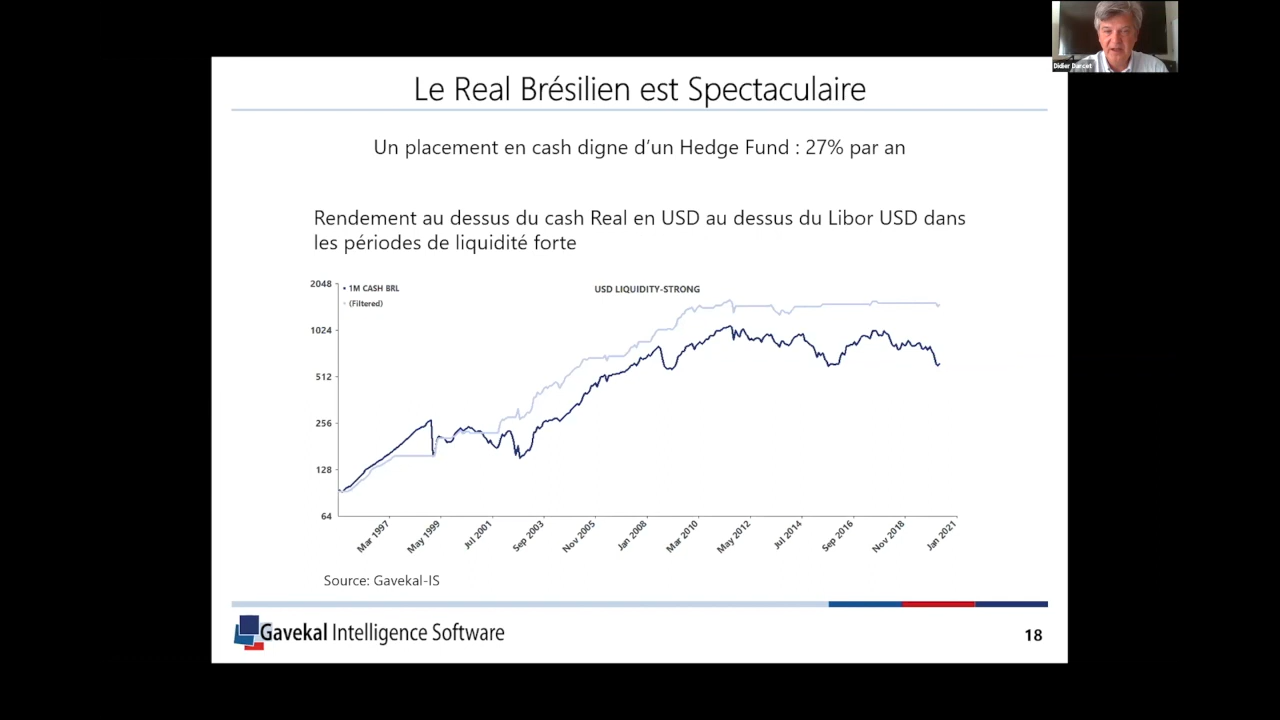 Didier Darcet
Le Real Brésilien est Spectaculaire
Un placement en cash digne d'un Hedge Fund : 27% par an
Rendement au dessus du cash Real en USD au dessus du Libor USD dans
les périodes de liquidité forte
2048
1M CASH BRL
USD LIQUIDITY-STRONG
(Filtered)
1024
512
256
128
64
Mar 1997
May 1999
Jul 2001
Sep 2003
Nov 2005
Jan 2008
Mar 2010
May 2012
Jul 2014
Sep 2016
Nov 2018
Jan 2021
Source: Gavekal-IS
Gavekal Intelligence Software
18